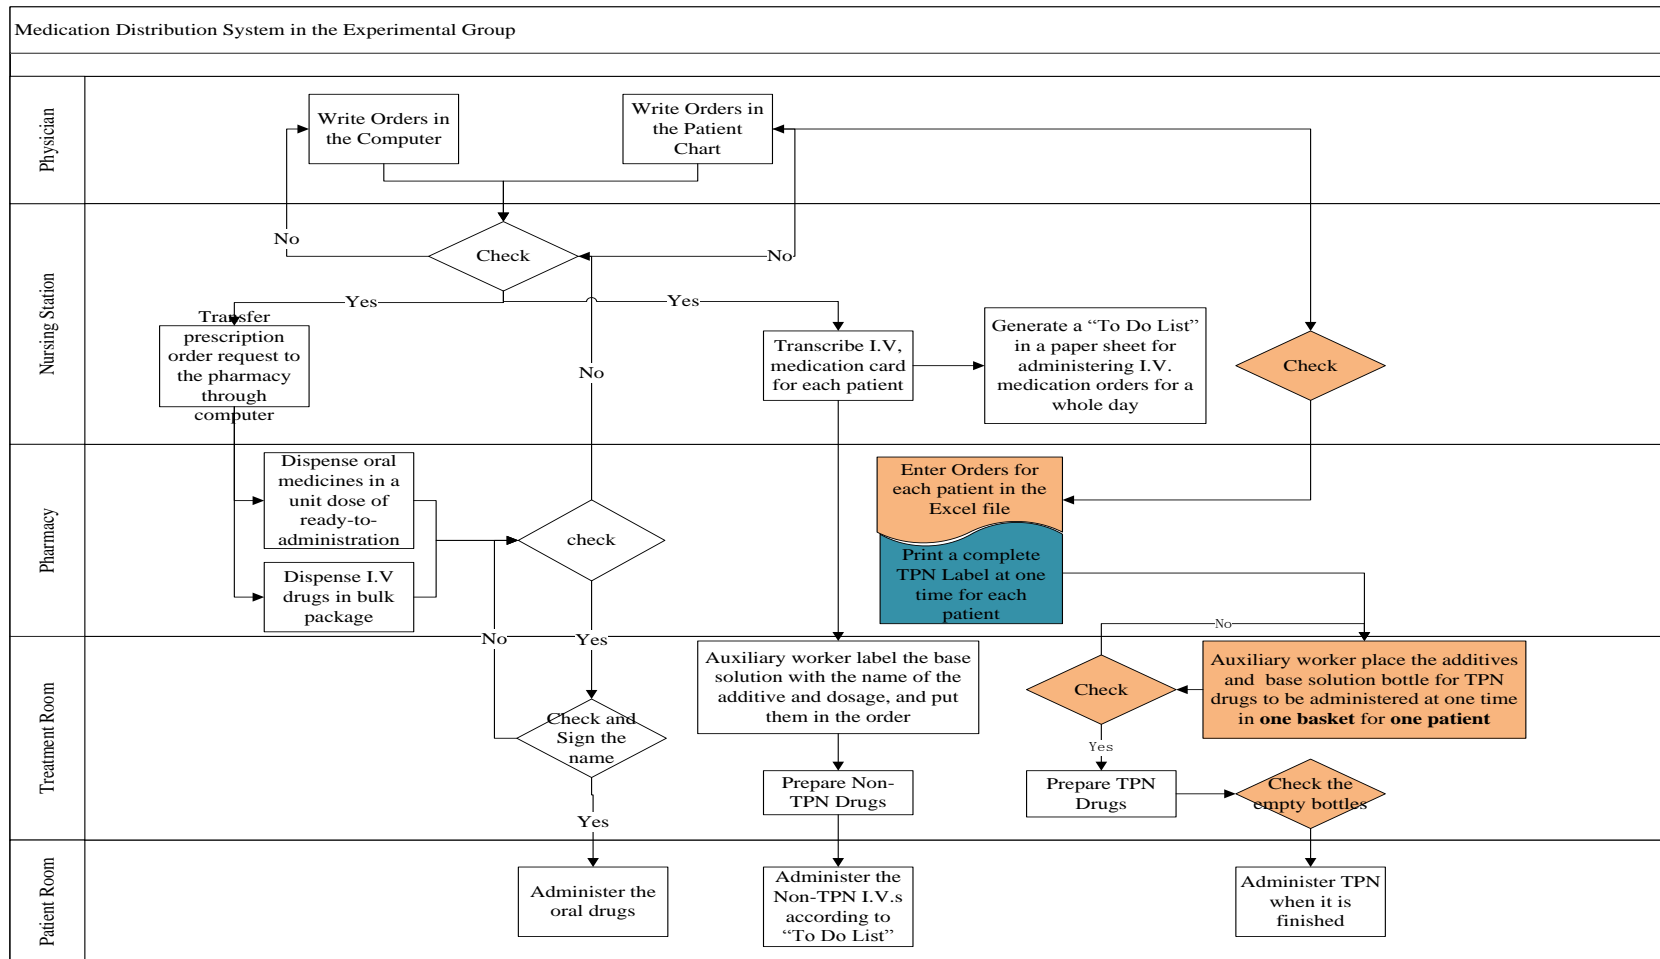 Medication Distribution System in the Experimental Group
Physician
Write Orders in
the Computer
Write Orders in
the Patient
Chart
Nursing Station
Check
No
No
Yes
Yes
Transfer
prescription
order request to
the pharmacy
through
computer
No
Transcribe I.V,
medication card
for each patient
Generate a “To Do List”
in a paper sheet for
administering I.V.
medication orders for a
whole day
Check
Pharmacy
Dispense oral
medicines in a
unit dose of
ready-to-
administration
Dispense I.V
drugs in bulk
package
check
Enter Orders for
each patient in the
Excel file
Print a complete
TPN Label at one
time for each
patient
No
Yes
Treatment Room
Check and
Sign the
name
Yes
Auxiliary worker label the base
solution with the name of the
additive and dosage, and put
them in the order
Prepare Non-
TPN Drugs
No
Check
Auxiliary worker place the additives
and base solution bottle for TPN
drugs to be administered at one time
in one basket for one patient
Yes
Prepare TPN
Drugs
Check the
empty bottles
Patient Room
Administer the
oral drugs
Administer the
Non-TPN I.V.s
according to
“To Do List”
Administer TPN
when it is
finished